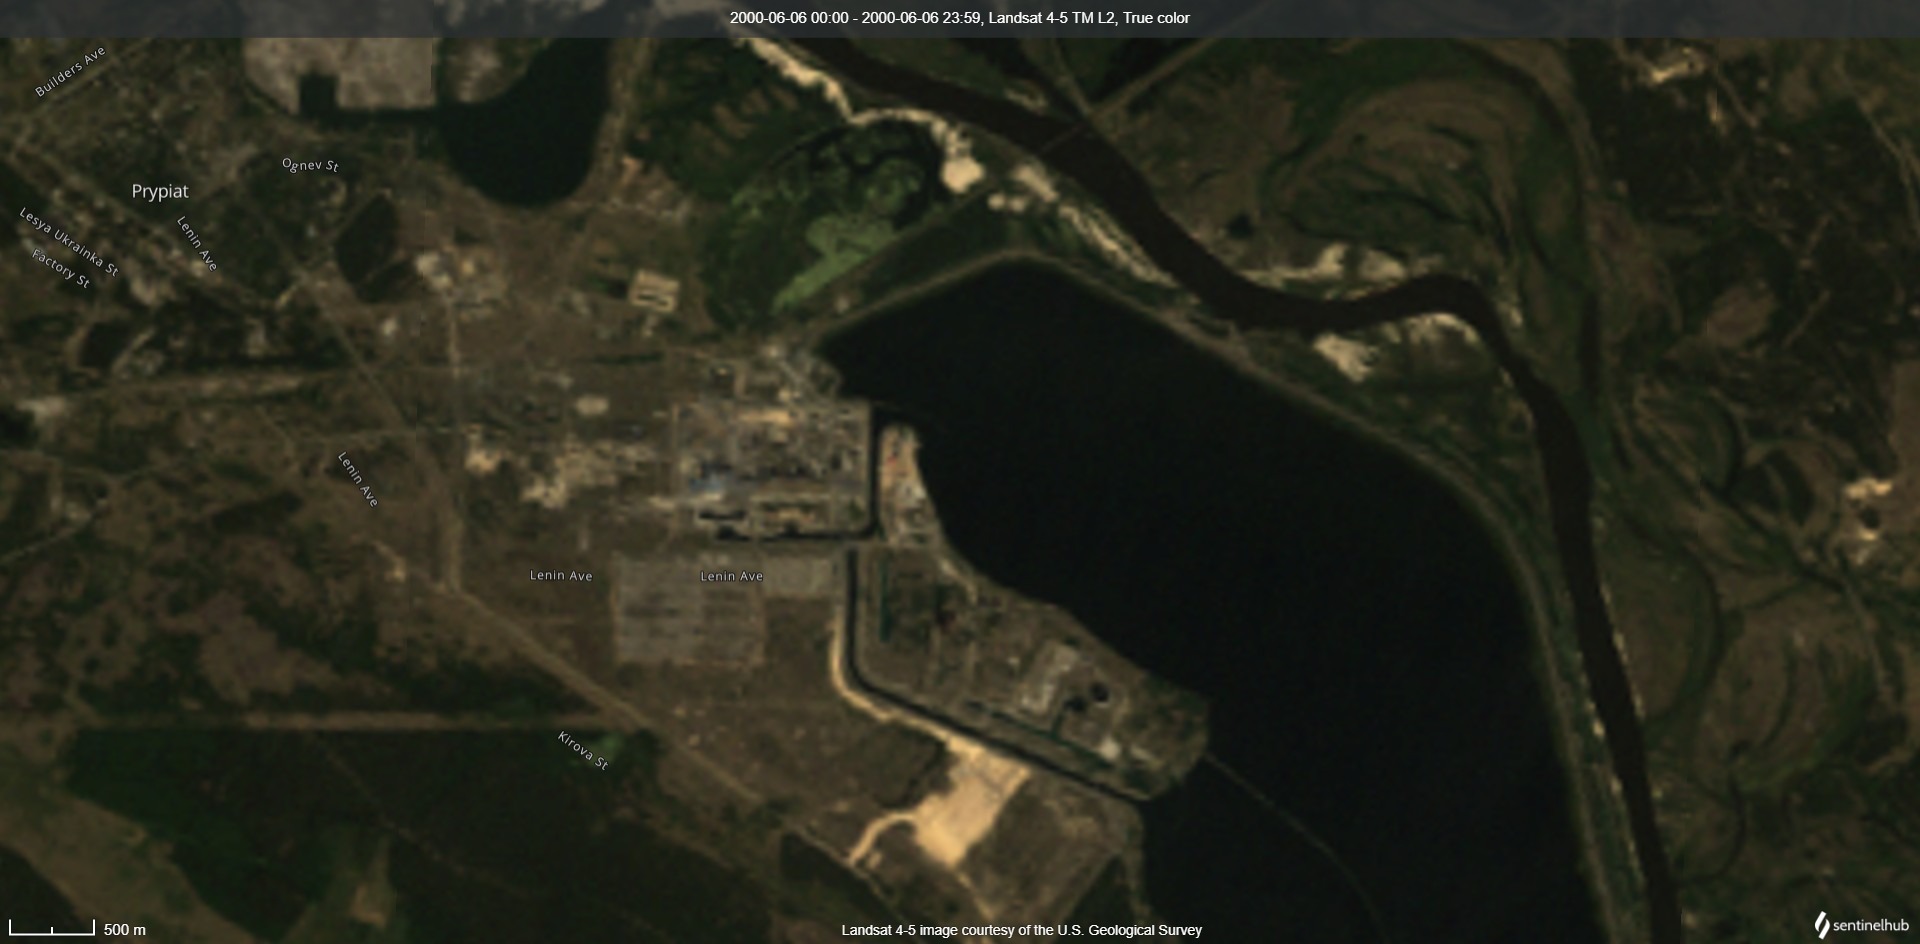 2000-06-06 00:00 - 2000-06-06 23:59, Landsat 4-5 TM L2, True color
Builders Ave
Ognev St
Prypiat
Lesya Ukrainka St
Lenin Ave
Factory St
Lenin Ave
Lenin Ave
Lenin Ave
Kirova St
500 m
Landsat 4-5 image courtesy of the U.S. Geological Survey
sentinelhub